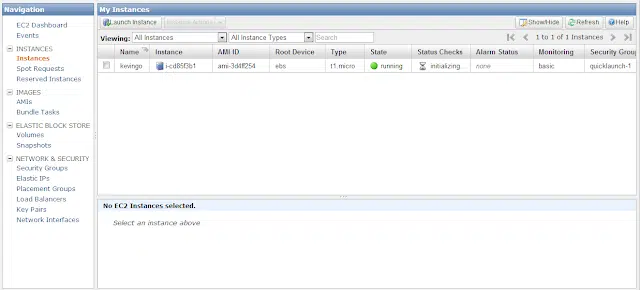 Navigation
EC2 Dashboard
Events
INSTANCES
Instances
Spot Requests
Reserved Instances
IMAGES
AMIs
Bundle Tasks
ELASTIC BLOCK STORE
Volumes
Snapshots
NETWORK & SECURITY
Security Groups
Elastic IPs
Placement Groups
Load Balancers
Key Pairs
Network Interfaces
My Instances
Launch Instance Instance Actions Show/Hide Refresh Help
Viewing: All Instances All Instance Types Search 1 to 1 of 1 Instances
Name Instance AMI ID Root Device Type State Status Checks Alarm Status Monitoring Security Group
kevingo i-cd85f3b1 ami-3d4ff254 ebs t1.micro running initializing... none basic quicklaunch-1
No EC2 Instances selected.
Select an instance above